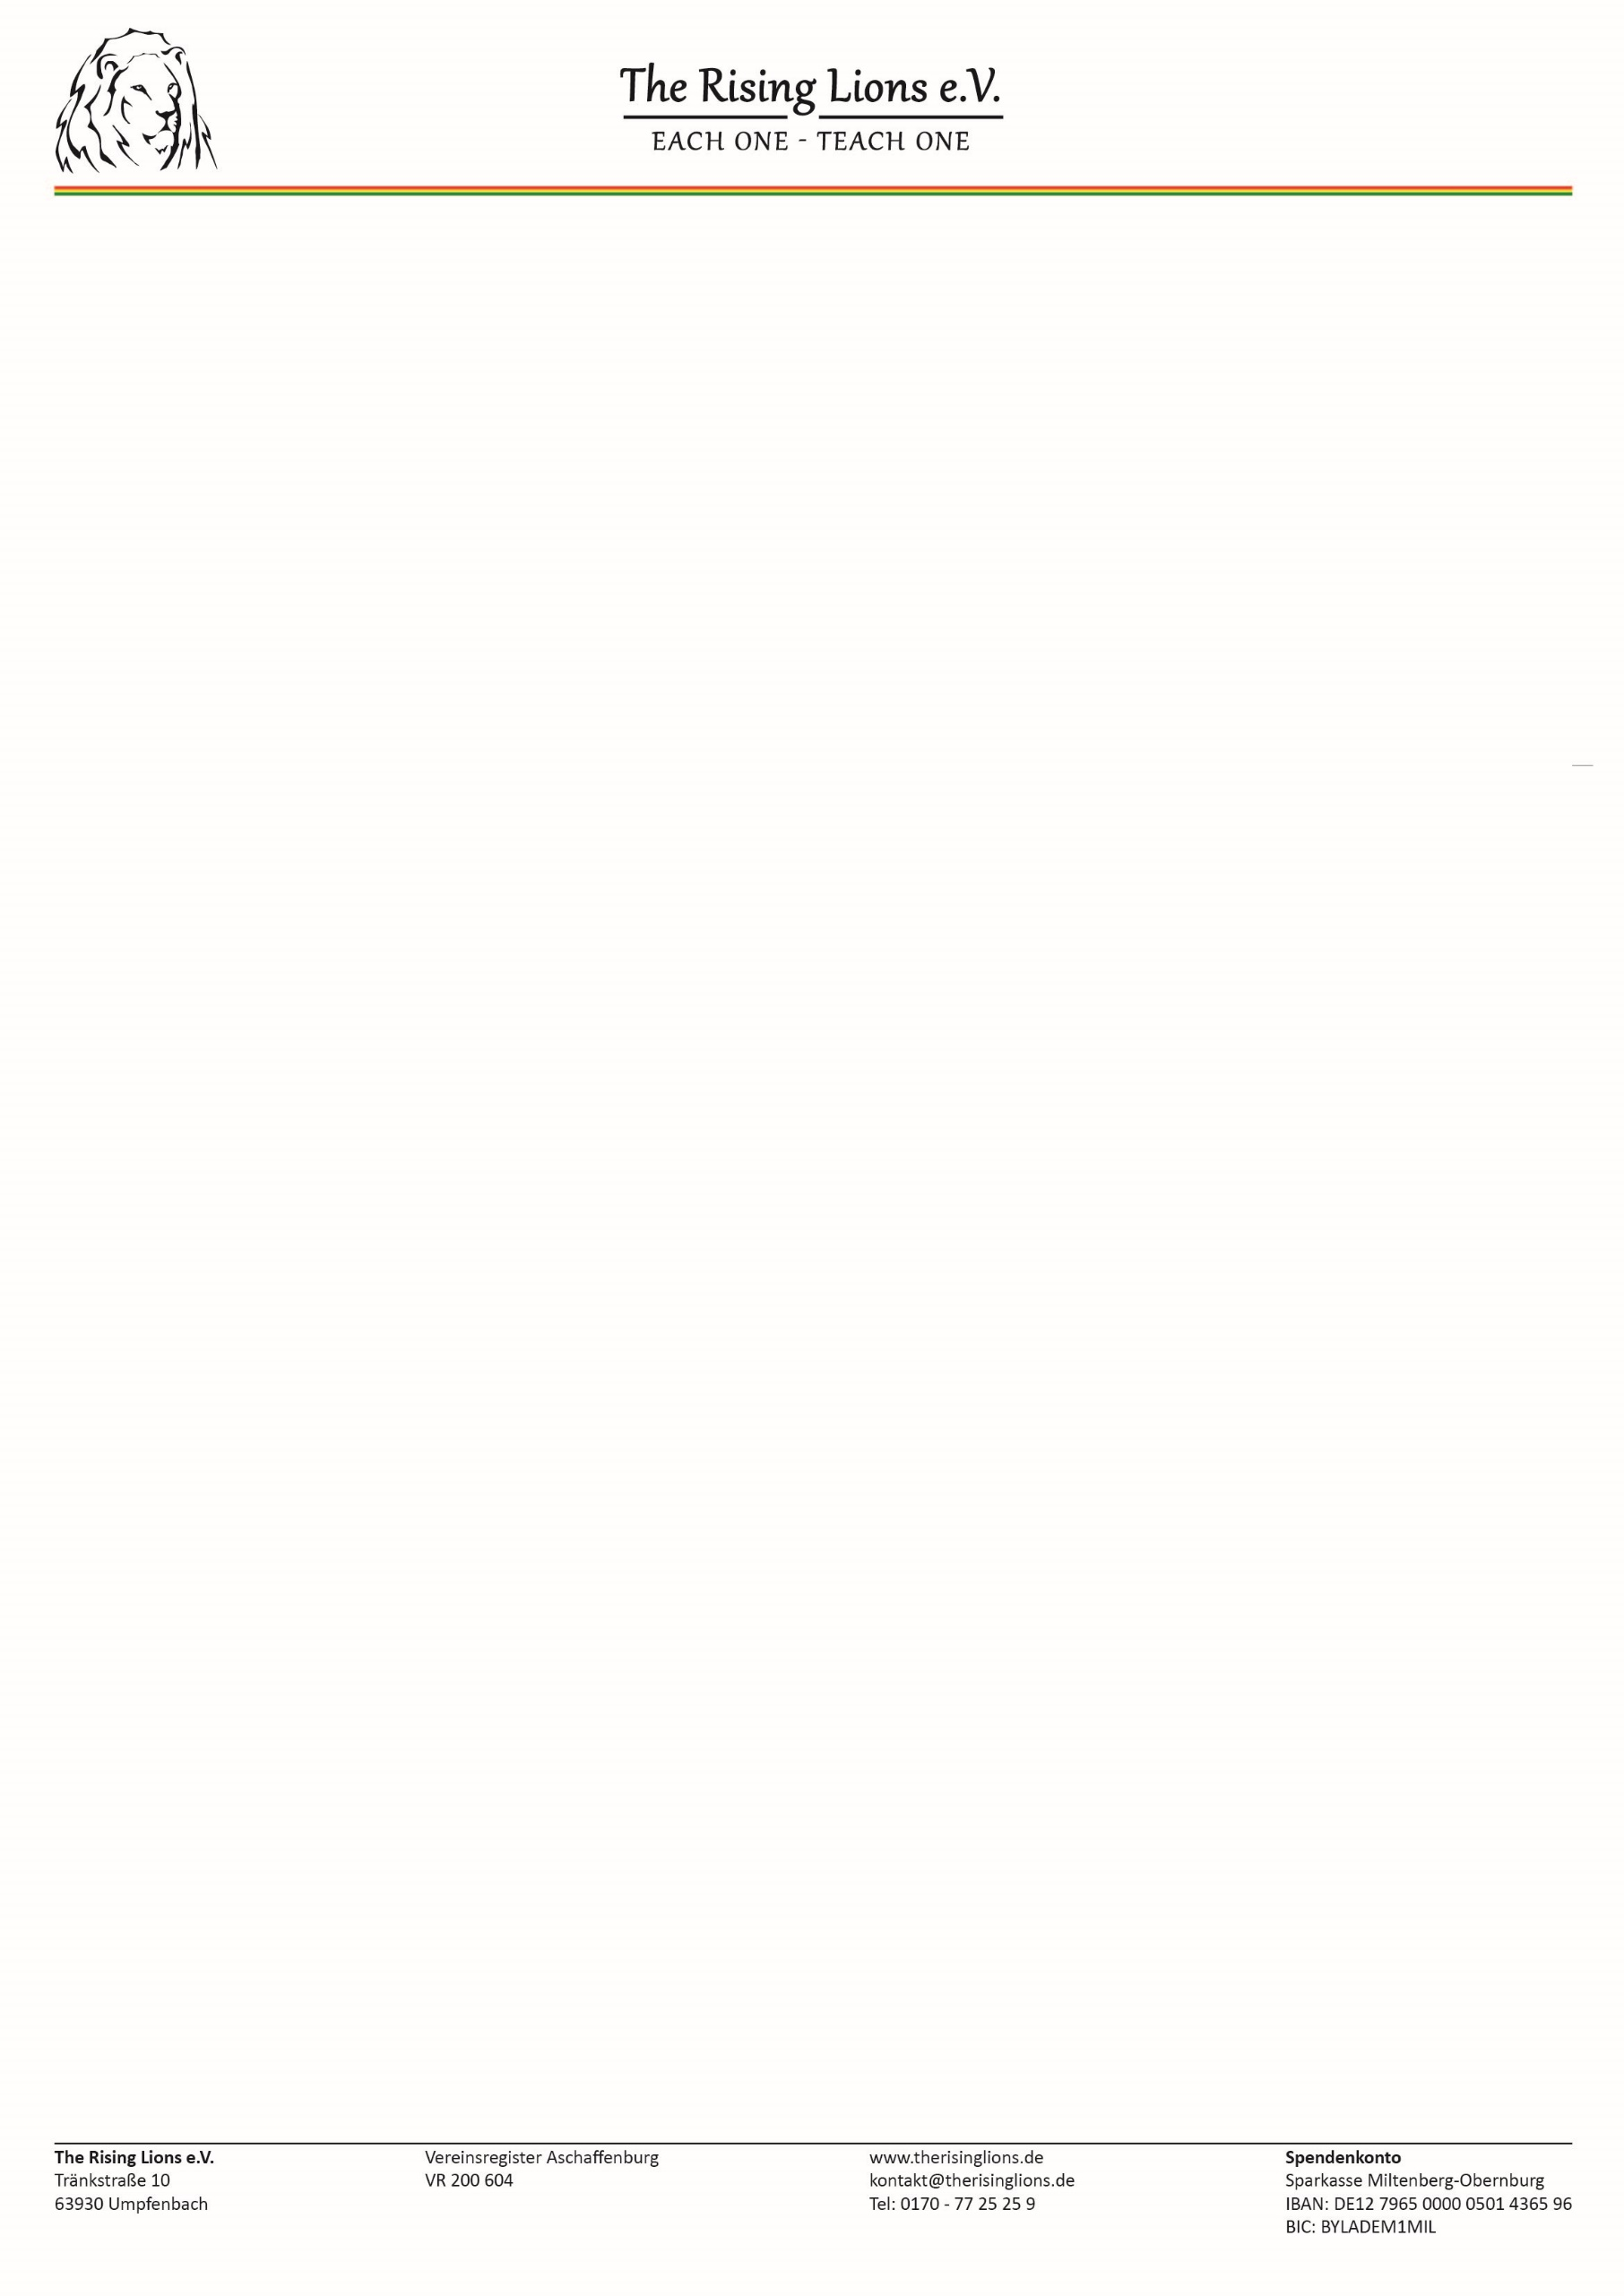 The Rising Lions e.V.
EACH ONE - TEACH ONE
The Rising Lions e.V.
Tränkstraße 10
63930 Umpfenbach
Vereinsregister Aschaffenburg
VR 200 604
www.therisinglions.de
kontakt@therisinglions.de
Tel: 0170 - 77 25 25 9
Spendenkonto
Sparkasse Miltenberg-Obernburg
IBAN: DE12 7965 0000 0501 4365 96
BIC: BYLADEM1MIL